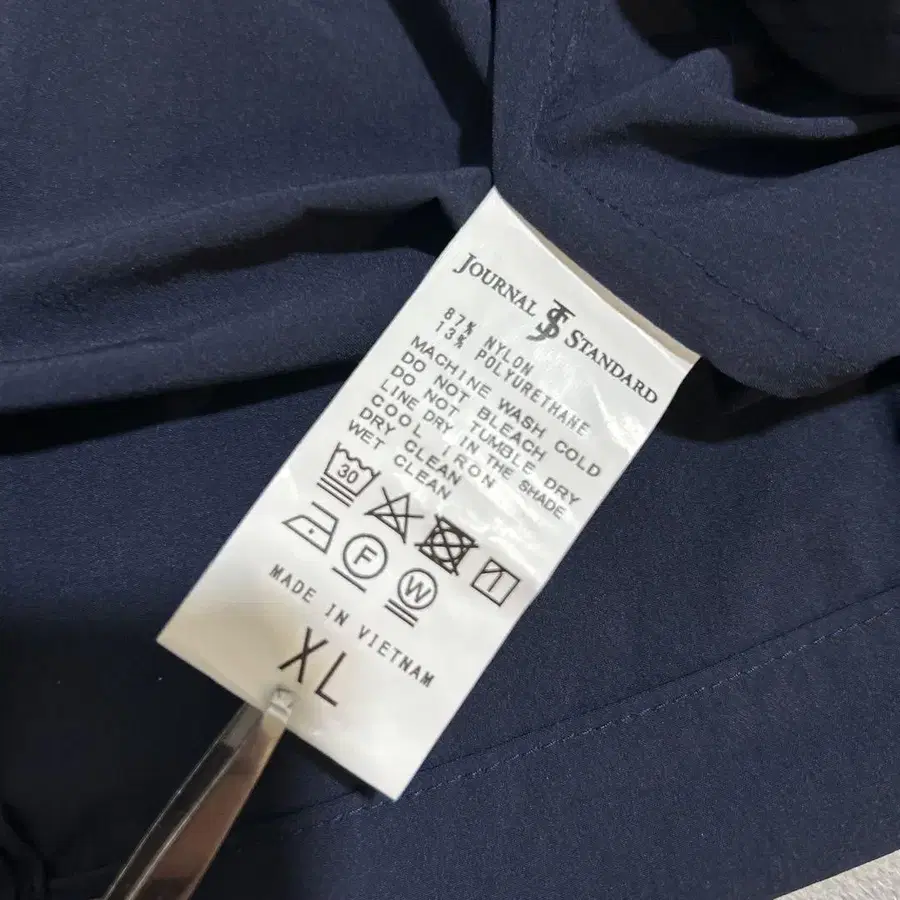 JOURNAL JS STANDARD
87% NYLON
13% POLYURETHANE
MACHINE WASH COLD
DO NOT BLEACH
DO NOT TUMBLE DRY
LINE DRY IN THE SHADE
COOL IRON
DRY CLEAN
WET CLEAN
30
F W
MADE IN VIETNAM
XL